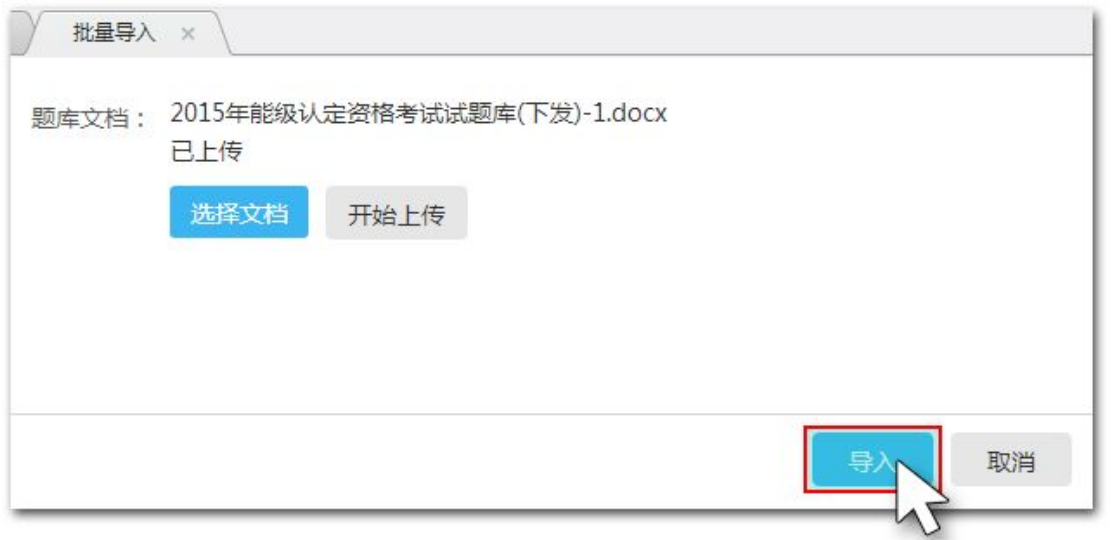 批量导入 ×
题库文档： 2015年能级认定资格考试试题库(下发)-1.docx
已上传
选择文档 开始上传
导入 取消